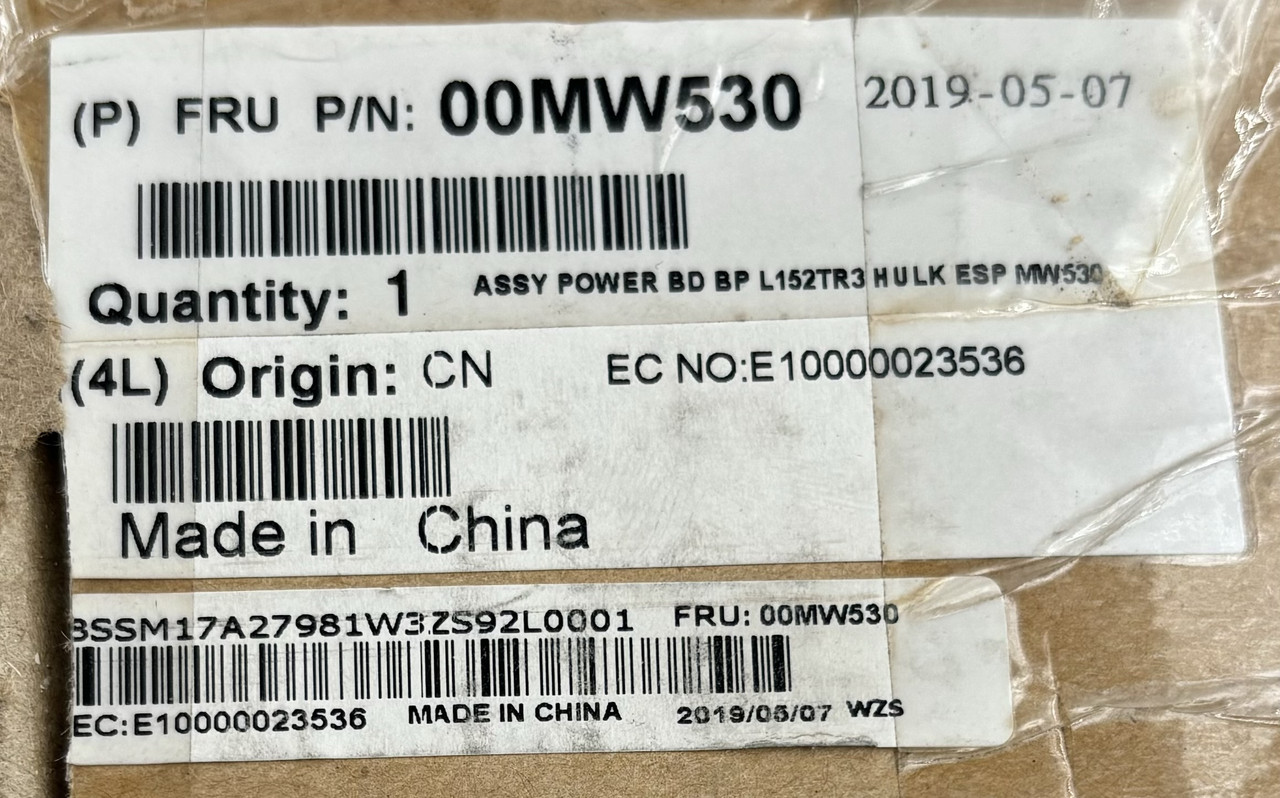 (P) FRU P/N: 00MW530 2019-05-07
Quantity: 1 ASSY POWER BD BP L152TR3 HULK ESP MW530
(4L) Origin: CN EC NO:E10000023536
Made in China
8SSM17A27981W3ZS92L0001 FRU: 00MW530
EC:E10000023536 MADE IN CHINA 2019/05/07 WZS